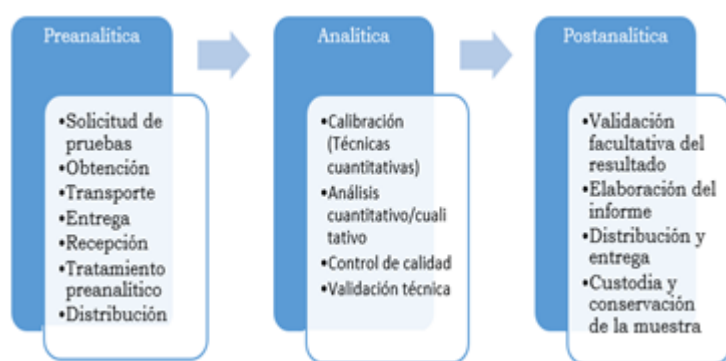 Preanalítica
•Solicitud de
pruebas
•Obtención
•Transporte
•Entrega
•Recepción
•Tratamiento
preanalítico
•Distribución
Analítica
•Calibración
(Técnicas
cuantitativas)
•Análisis
cuantitativo/cuali
tativo
•Control de calidad
•Validación técnica
Postanalítica
•Validación
facultativa del
resultado
•Elaboración del
informe
•Distribución y
entrega
•Custodia y
conservación
de la muestra